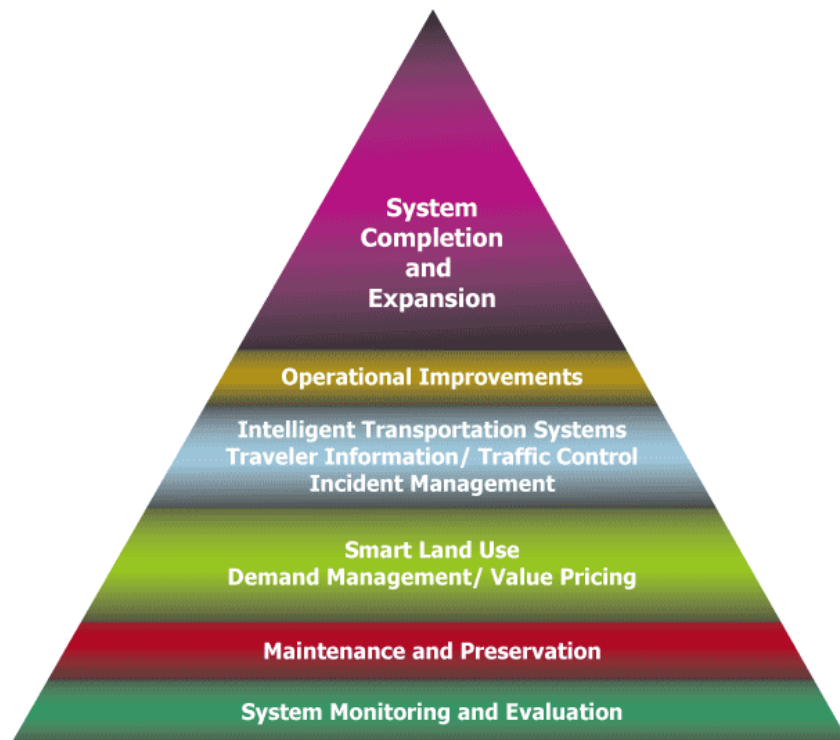 System
Completion
and
Expansion
Operational Improvements
Intelligent Transportation Systems
Traveler Information/ Traffic Control
Incident Management
Smart Land Use
Demand Management/ Value Pricing
Maintenance and Preservation
System Monitoring and Evaluation